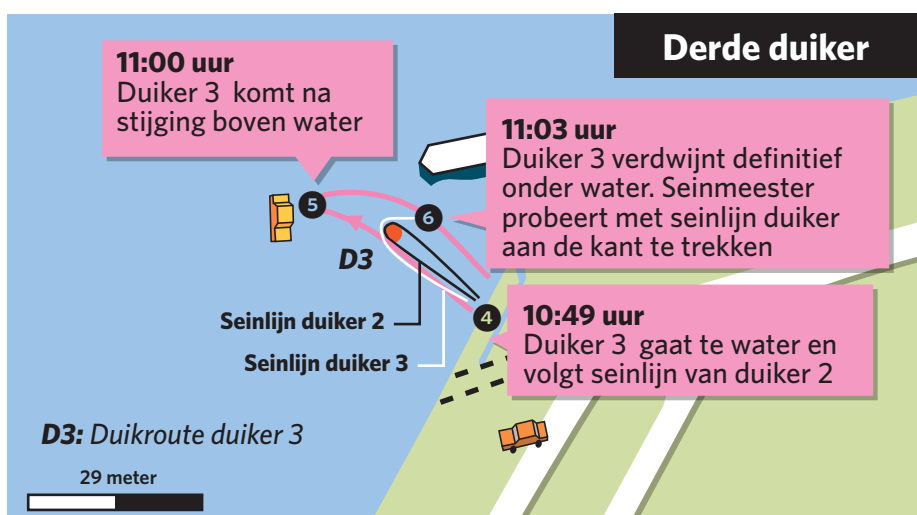 Derde duiker
11:00 uur
Duiker 3 komt na
stijging boven water
11:03 uur
Duiker 3 verdwijnt definitief
onder water. Seinmeester
probeert met seinlijn duiker
aan de kant te trekken
5
6
D3
Seinlijn duiker 2
4
10:49 uur
Duiker 3 gaat te water en
volgt seinlijn van duiker 2
Seinlijn duiker 3
D3: Duikroute duiker 3
29 meter